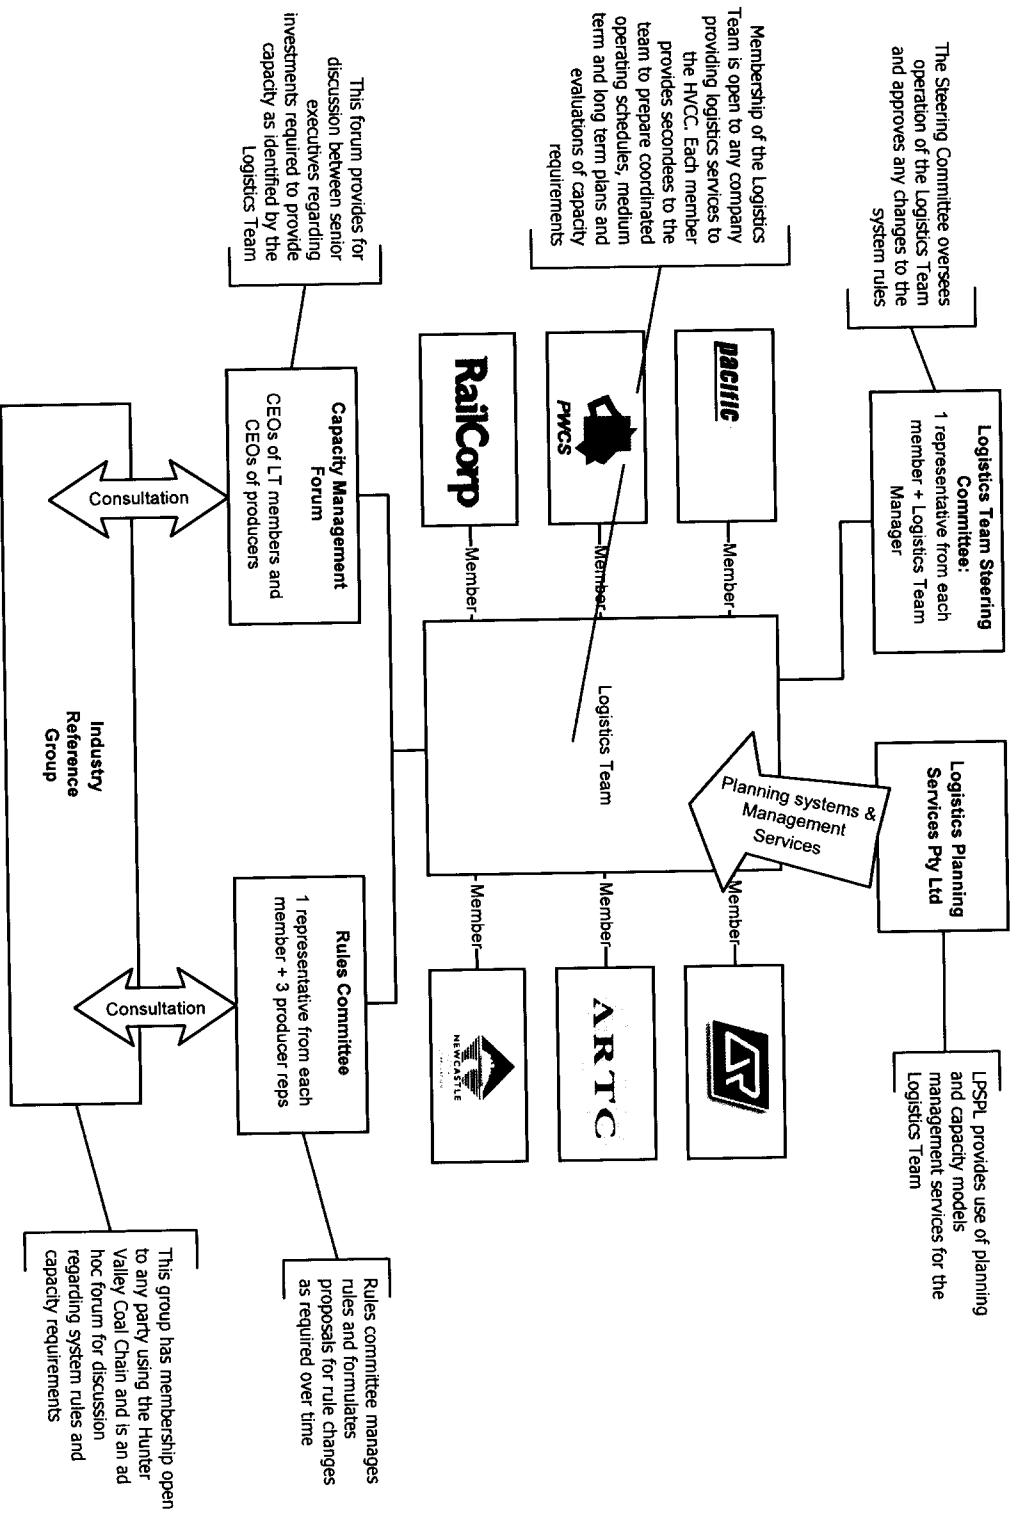 The Steering Committee oversees
operation of the Logistics Team
and approves any changes to the
system rules
Logistics Team Steering
Committee:
1 representative from each
member + Logistics Team
Manager
Logistics Planning
Services Pty Ltd
LPSPL provides use of planning
and capacity models
management services for the
Logistics Team
Planning systems &
Management
Services
Membership of the Logistics
Team is open to any company
providing logistics services to
the HVCC. Each member
provides secondees to the
team to prepare coordinated
operating schedules, medium
term and long term plans and
evaluations of capacity
requirements
pacific
Member
PWCS
Member
RailCorp
Member
Logistics Team
Member
QR
Member
ARTC
Member
NEWCASTLE
This forum provides for
discussion between senior
executives regarding
investments required to provide
capacity as identified by the
Logistics Team
Capacity Management
Forum
CEOs of LT members and
CEOs of producers
Rules Committee
1 representative from each
member + 3 producer reps
Rules committee manages
rules and formulates
proposals for rule changes
as required over time
Consultation
Consultation
Industry
Reference
Group
This group has membership open
to any party using the Hunter
Valley Coal Chain and is an ad
hoc forum for discussion
regarding system rules and
capacity requirements